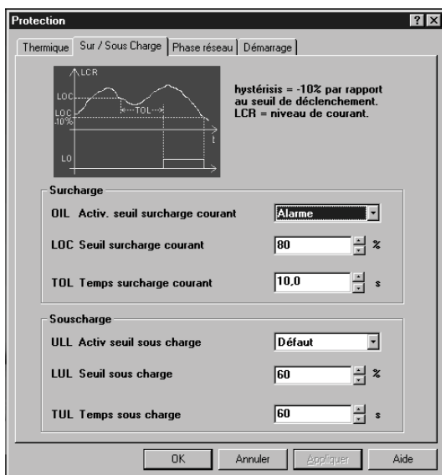 Protection
Thermique Sur / Sous Charge Phase réseau Démarrage
LCR
LOC
LOC
-10%
TOL
t
LO
hystérisis = -10% par rapport
au seuil de déclenchement.
LCR = niveau de courant.
Surcharge
OIL Activ. seuil surcharge courant Alarme
LOC Seuil surcharge courant 80 %
TOL Temps surcharge courant 10,0 s
Souscharge
ULL Activ seuil sous charge Défaut
LUL Seuil sous charge 60 %
TUL Temps sous charge 60 s
OK Annuler Appliquer Aide